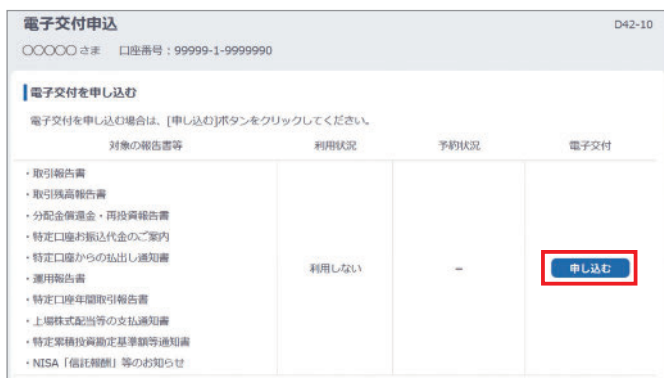 電子交付申込 D42-10
○○○○○さま 口座番号：99999-1-9999990
電子交付を申し込む
電子交付を申し込む場合は、[申し込む]ボタンをクリックしてください。
対象の報告書等 利用状況 予約状況 電子交付
・取引報告書
・取引残高報告書
・分配金償還金・再投資報告書
・特定口座お振込代金のご案内
・特定口座からの払出し通知書
・運用報告書
・特定口座年間取引報告書
・上場株式配当等の支払通知書
・特定累積投資勘定基準額等通知書
・NISA「信託報酬」等のお知らせ
利用しない － 申し込む